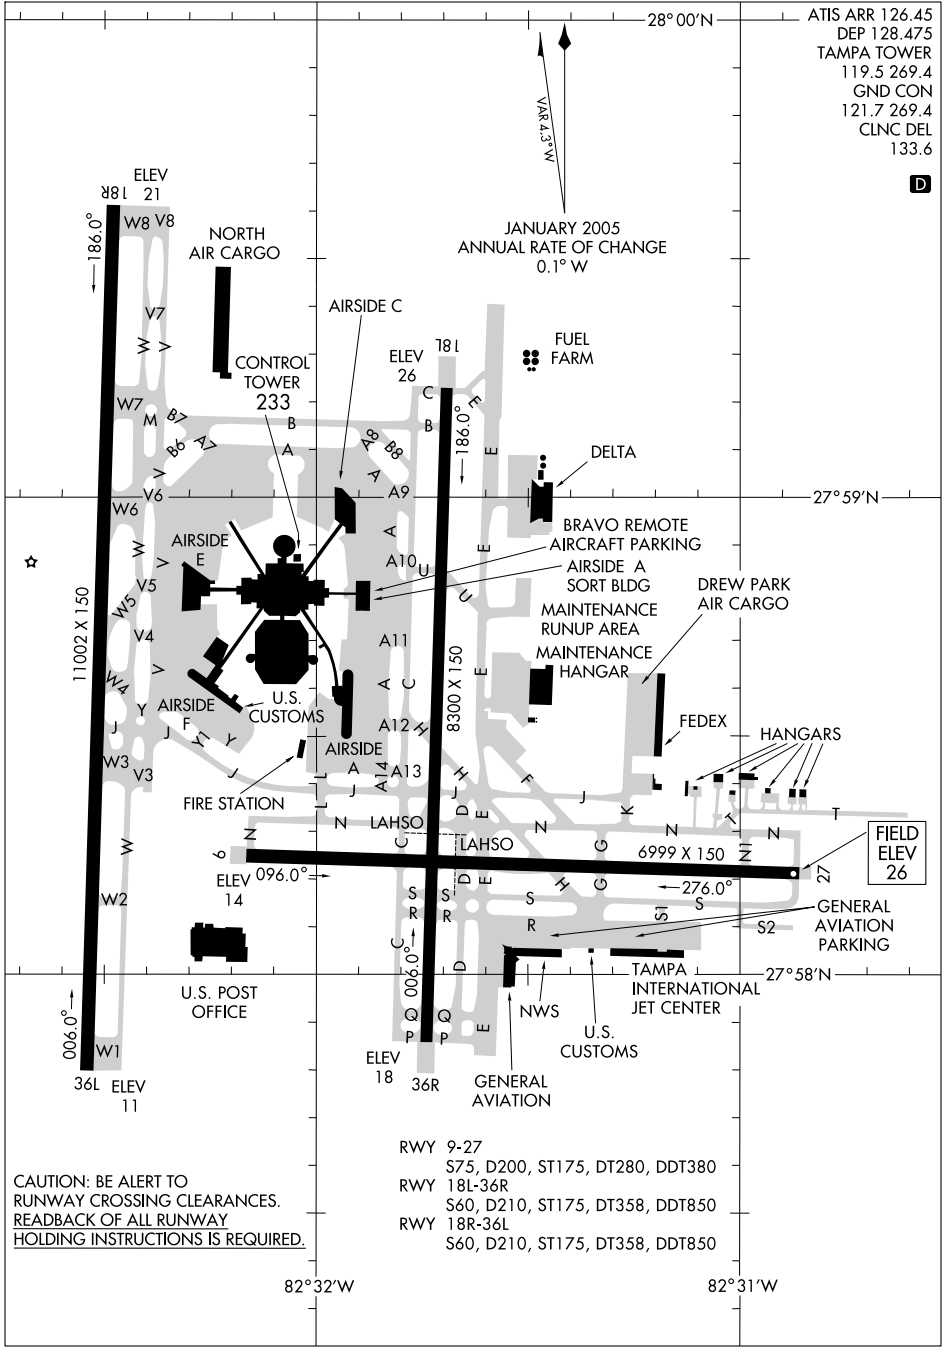 28°00'N
ATIS ARR 126.45
DEP 128.475
TAMPA TOWER
119.5 269.4
GND CON
121.7 269.4
CLNC DEL
133.6
D
VAR 4.3°W
JANUARY 2005
ANNUAL RATE OF CHANGE
0.1° W
18R
ELEV
21
186.0°
W8 V8
NORTH
AIR CARGO
AIRSIDE C
V7
W V
V
CONTROL
TOWER
233
ELEV
26
18L
FUEL
FARM
C
E
W7
M
B7
B
B
186.0°
B6
A7
A
A8
B8
A
E
DELTA
V
V6
A9
27°59'N
W6
A
BRAVO REMOTE
AIRCRAFT PARKING
AIRSIDE A
SORT BLDG
W
V
AIRSIDE
E
A10
U
U
E
DREW PARK
AIR CARGO
V5
W5
11002 X 150
V4
A11
MAINTENANCE
RUNUP AREA
MAINTENANCE
HANGAR
V
W4
A
C
8300 X 150
E
U.S.
CUSTOMS
AIRSIDE
F
Y
J
J
Y1
Y
A12
H
FEDEX
HANGARS
AIRSIDE
W3
V3
J
L
A
A14
A13
H
F
FIRE STATION
L
J
J
D
E
J
K
T
T
N
N
LAHSO
N
N
N
W
C
LAHSO
G
N1
9
6999 X 150
FIELD
ELEV
26
ELEV
14
096.0°
D
E
H
G
276.0°
27
W2
S
S
S
S1
S
R
R
R
S2
GENERAL
AVIATION
PARKING
C
006.0°
D
U.S. POST
OFFICE
TAMPA
INTERNATIONAL
JET CENTER
27°58'N
NWS
U.S.
CUSTOMS
006.0°
Q
Q
E
P
P
W1
36L
ELEV
11
ELEV
18
36R
GENERAL
AVIATION
RWY 9-27
S75, D200, ST175, DT280, DDT380
RWY 18L-36R
S60, D210, ST175, DT358, DDT850
RWY 18R-36L
S60, D210, ST175, DT358, DDT850
CAUTION: BE ALERT TO
RUNWAY CROSSING CLEARANCES.
READBACK OF ALL RUNWAY
HOLDING INSTRUCTIONS IS REQUIRED.
82°32'W
82°31'W